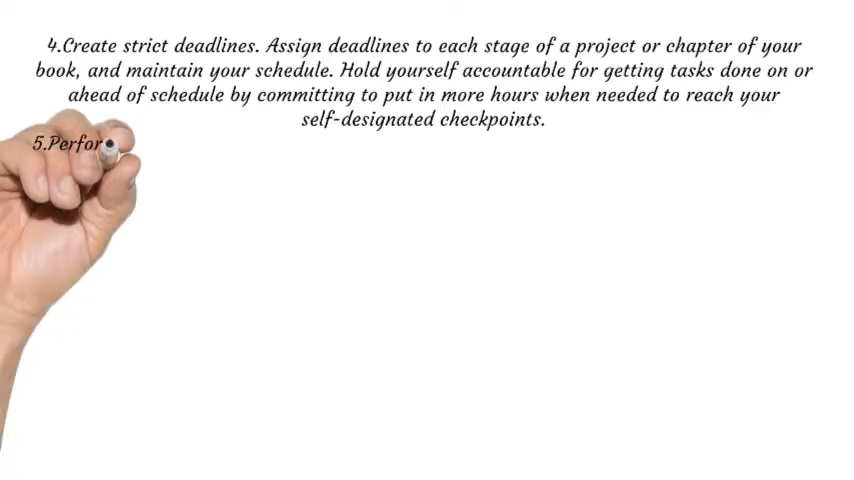 4.Create strict deadlines. Assign deadlines to each stage of a project or chapter of your
book, and maintain your schedule. Hold yourself accountable for getting tasks done on or
ahead of schedule by committing to put in more hours when needed to reach your
self-designated checkpoints.
5.Perfor